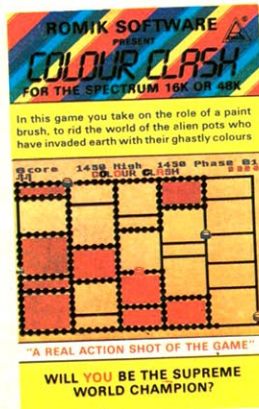 ROMIK SOFTWARE
PRESENT
COLOUR CLASH
FOR THE SPECTRUM 16K OR 48K
In this game you take on the role of a paint
brush, to rid the world of the alien pots who
have invaded earth with their ghastly colours
Score 1450 High 1450 Phase 01
COLOUR CLASH
"A REAL ACTION SHOT OF THE GAME"
WILL YOU BE THE SUPREME
WORLD CHAMPION?